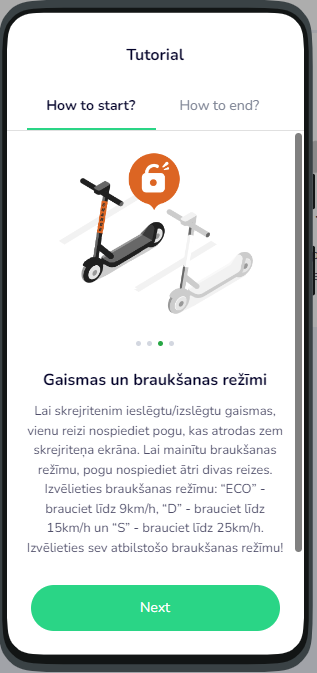 Tutorial
How to start?
How to end?
Gaismas un braukšanas režīmi
Lai skrejritenim ieslēgtu/izslēgtu gaismas,
vienu reizi nospiediet pogu, kas atrodas zem
skrejriteņa ekrāna. Lai mainītu braukšanas
režīmu, pogu nospiediet ātri divas reizes.
Izvēlieties braukšanas režīmu: “ECO” -
brauciet līdz 9km/h, “D” - brauciet līdz
15km/h un “S” - brauciet līdz 25km/h.
Izvēlieties sev atbilstošo braukšanas režīmu!
Next